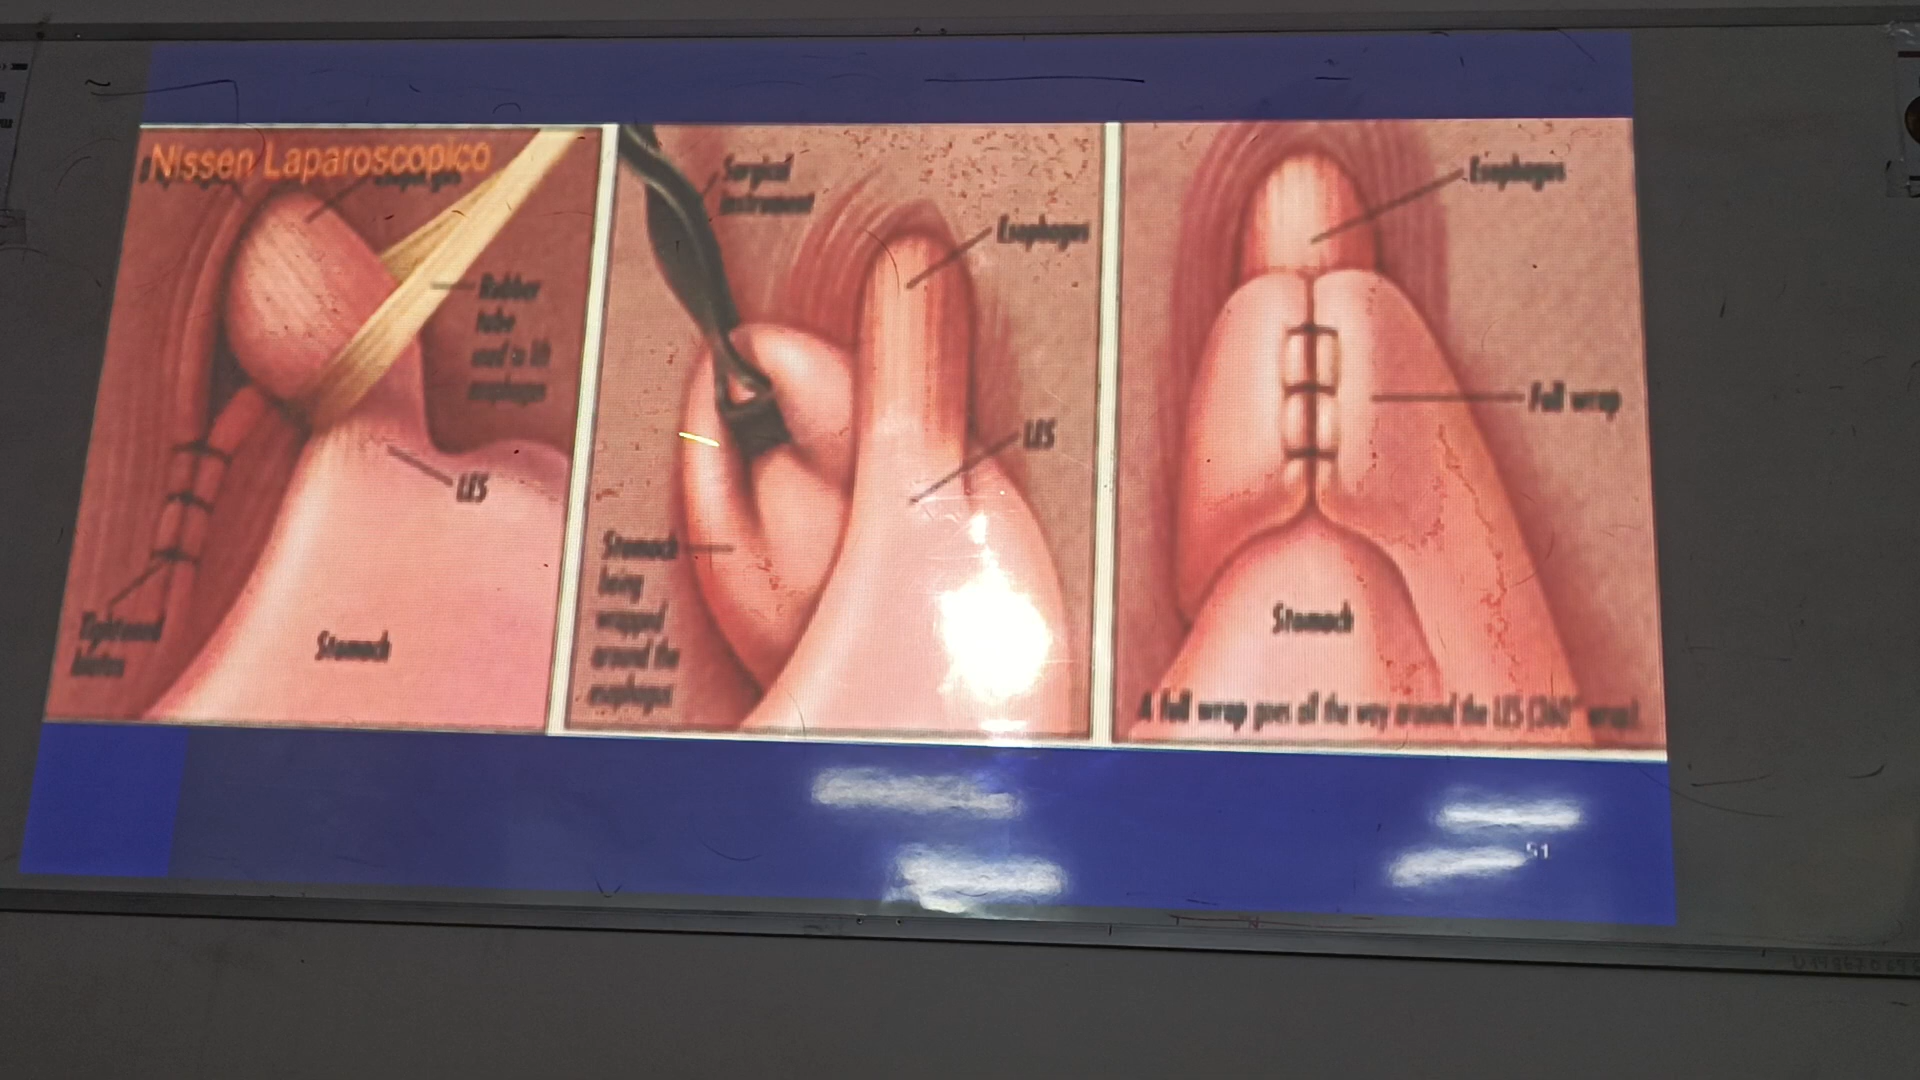 Nissen Laparoscopico
Esophagus
Rubber
tube
used to lift
esophagus
LES
Tightened
hiatus
Stomach
Surgical
instrument
Esophagus
LES
Stomach
being
wrapped
around the
esophagus
Esophagus
Full wrap
Stomach
A full wrap goes all the way around the LES (360° wrap).
51